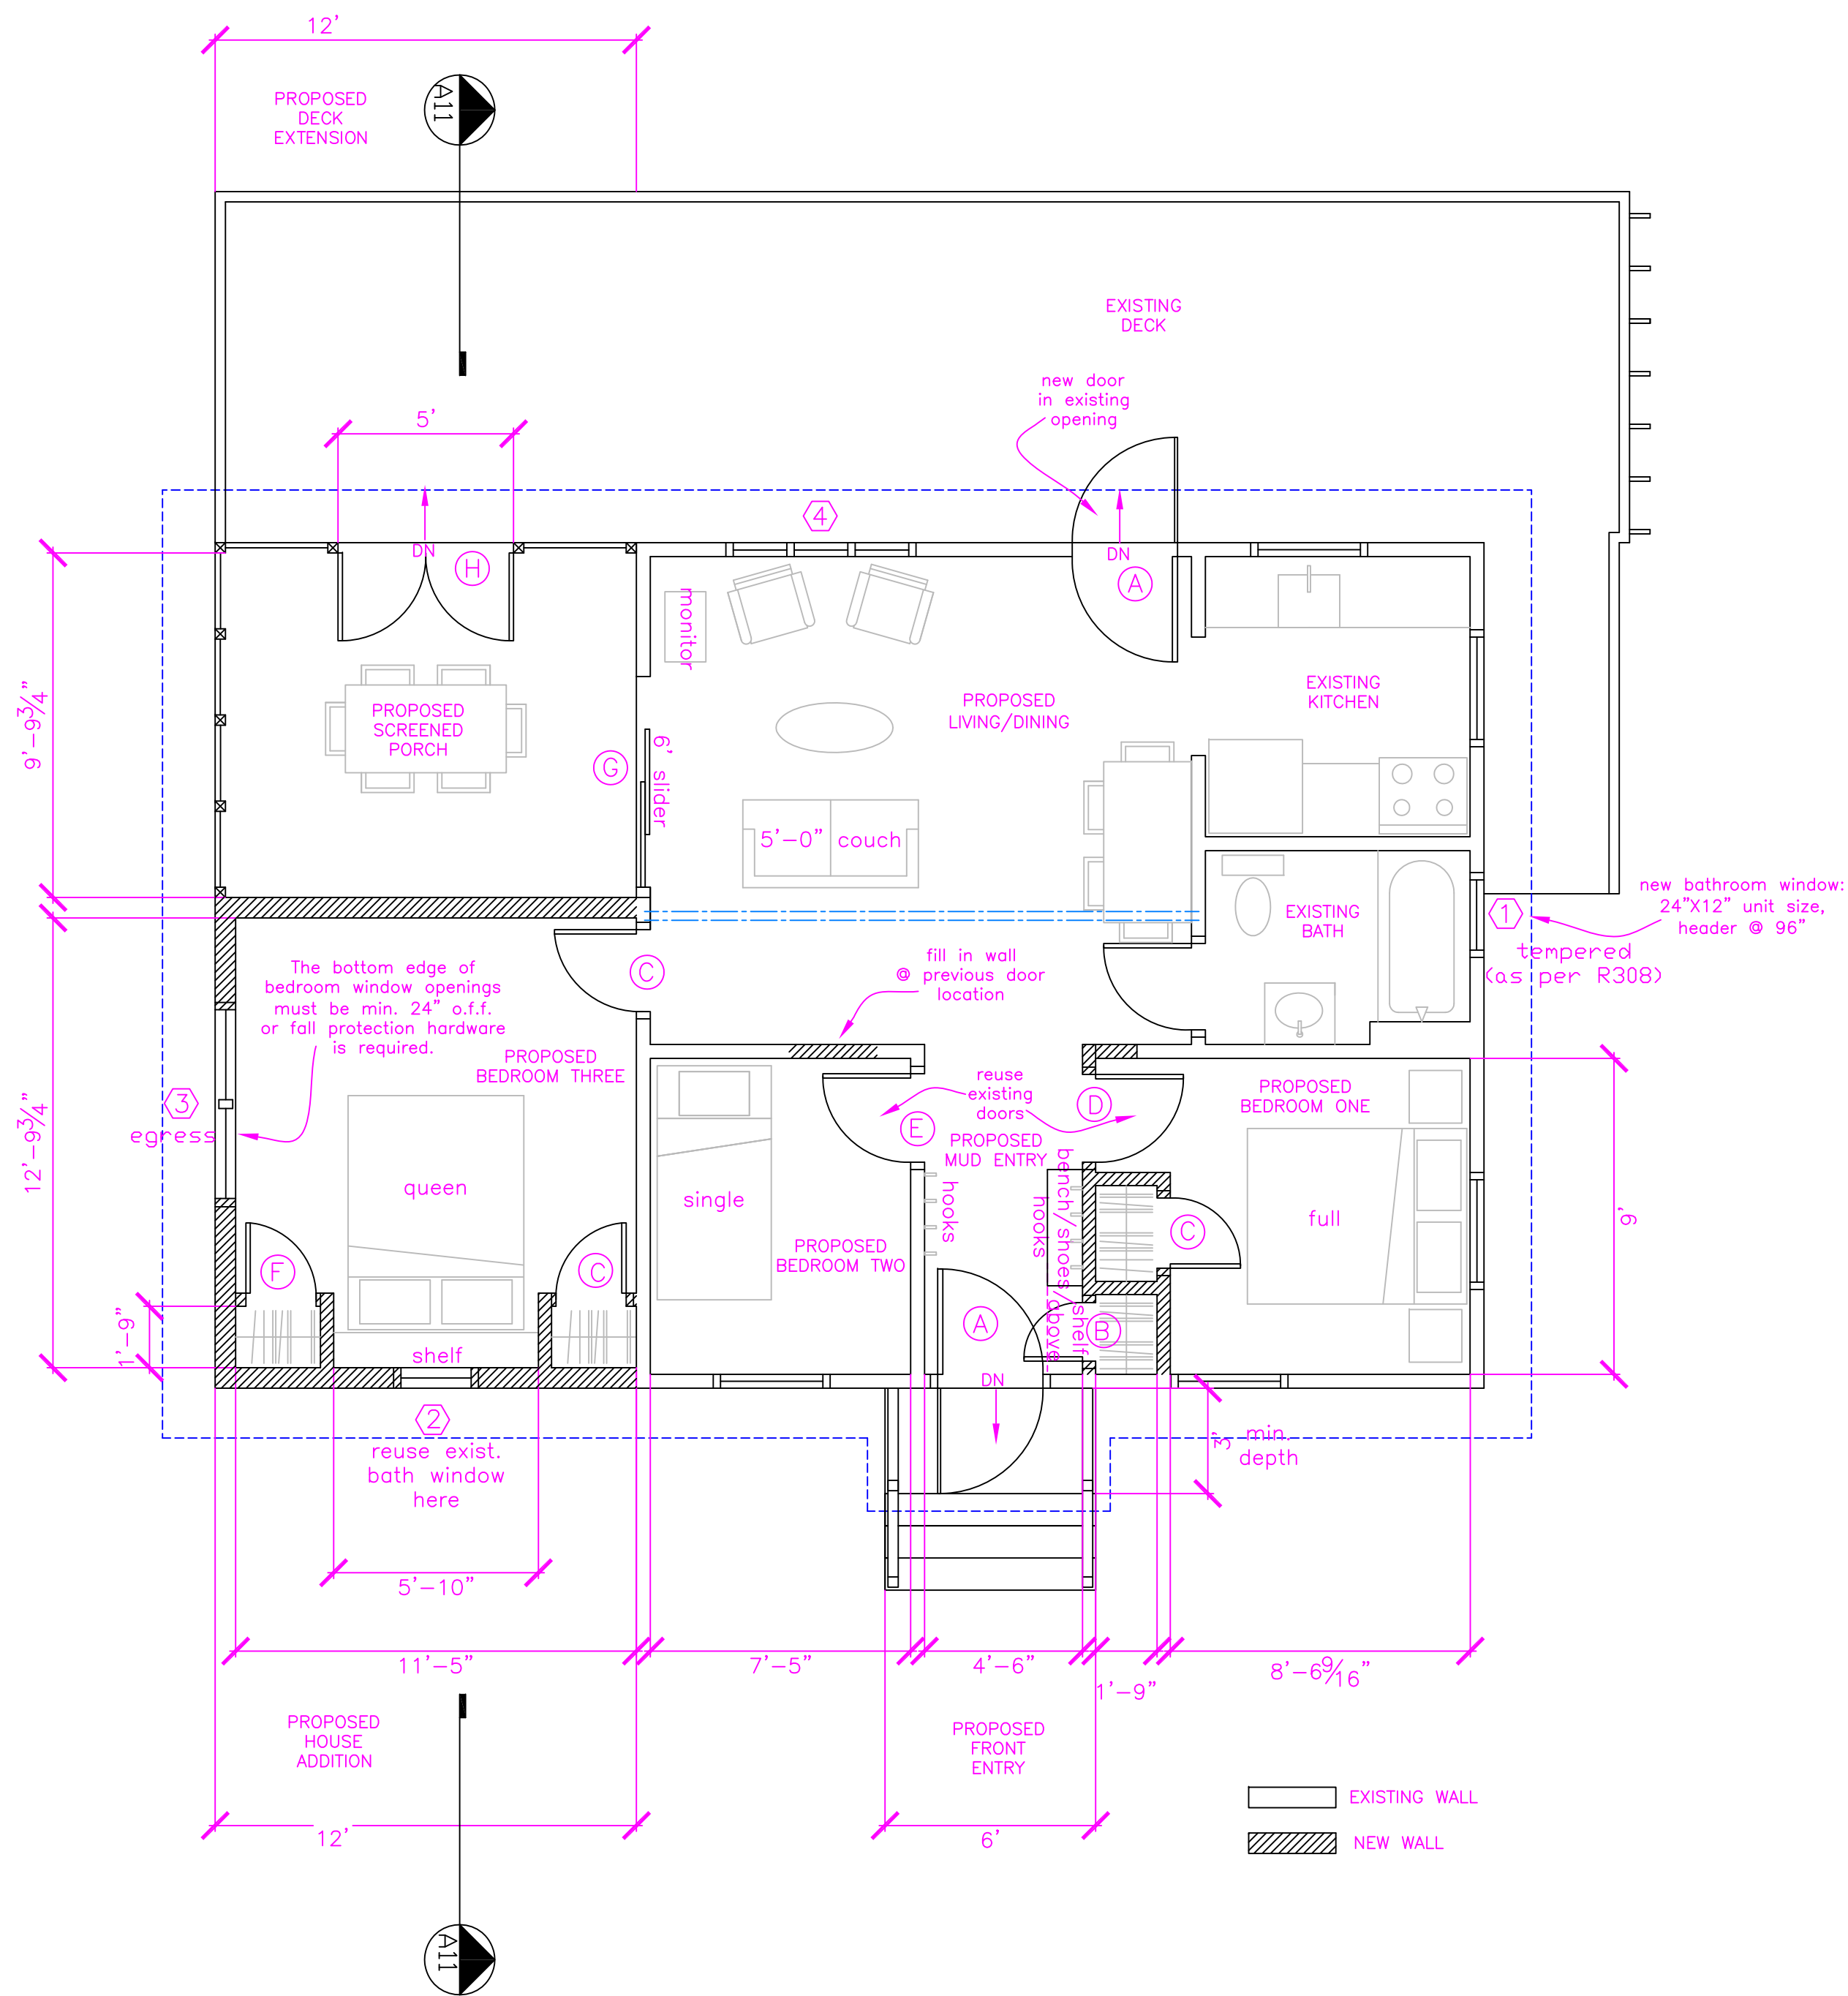 12'
PROPOSED
DECK
EXTENSION
A11
EXISTING
DECK
new door
in existing
opening
5'
4
DN
H
DN
A
monitor
9'-9 3/4"
PROPOSED
SCREENED
PORCH
G
6' slider
PROPOSED
LIVING/DINING
EXISTING
KITCHEN
5'-0" couch
new bathroom window:
24"X12" unit size,
header @ 96"
1
tempered
(as per R308)
EXISTING
BATH
fill in wall
@ previous door
location
C
The bottom edge of
bedroom window openings
must be min. 24" o.f.f.
or fall protection hardware
is required.
PROPOSED
BEDROOM THREE
3
egress
12'-9 3/4"
reuse
existing
doors
D
E
PROPOSED
MUD ENTRY
PROPOSED
BEDROOM ONE
queen
single
hooks
hooks
bench/shoes/shelf
above
C
full
9'
PROPOSED
BEDROOM TWO
F
C
A
B
1'-9"
shelf
DN
2
reuse exist.
bath window
here
3' min.
depth
5'-10"
11'-5"
7'-5"
4'-6"
1'-9"
8'-6 9/16"
PROPOSED
HOUSE
ADDITION
PROPOSED
FRONT
ENTRY
EXISTING WALL
NEW WALL
12'
6'
A11